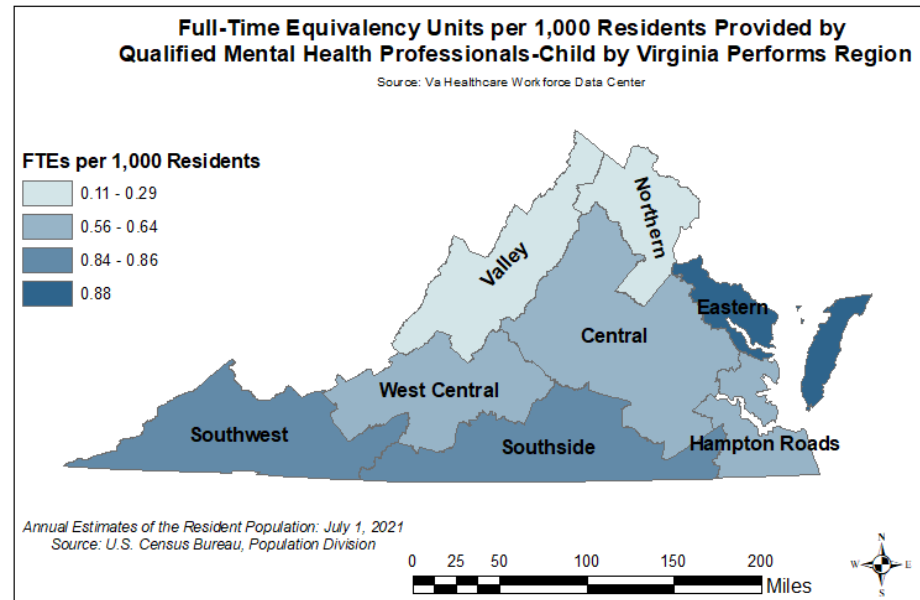 Full-Time Equivalency Units per 1,000 Residents Provided by
Qualified Mental Health Professionals-Child by Virginia Performs Region
Source: Va Healthcare Workforce Data Center
FTEs per 1,000 Residents
0.11 - 0.29
0.56 - 0.64
0.84 - 0.86
0.88
Northern
Valley
Eastern
Central
West Central
Southwest
Southside
Hampton Roads
Annual Estimates of the Resident Population: July 1, 2021
Source: U.S. Census Bureau, Population Division
0 25 50 100 150 200
Miles
N
W E
S